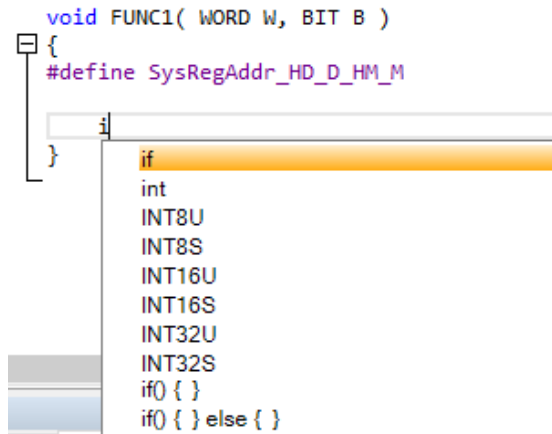 void FUNC1( WORD W, BIT B )
{
#define SysRegAddr_HD_D_HM_M
i
}
if
int
INT8U
INT8S
INT16U
INT16S
INT32U
INT32S
if() { }
if() { } else { }